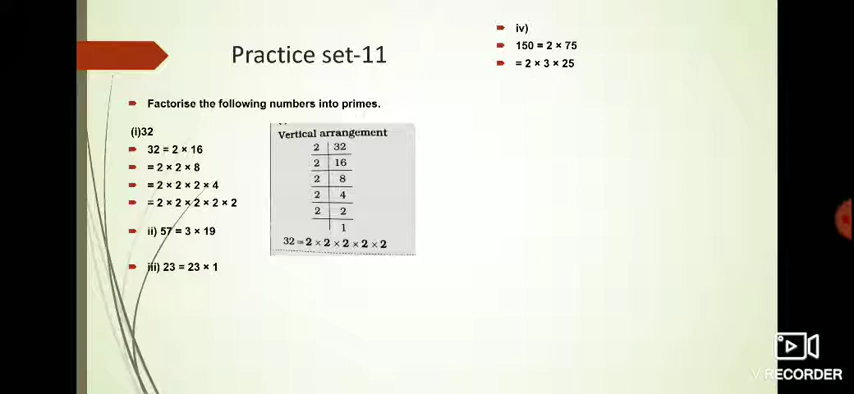 Practice set-11
Factorise the following numbers into primes.
(i)32
32 = 2 × 16
= 2 × 2 × 8
= 2 × 2 × 2 × 4
= 2 × 2 × 2 × 2 × 2
ii) 57 = 3 × 19
iii) 23 = 23 × 1
Vertical arrangement
2 32
2 16
2 8
2 4
2 2
1
32 = 2 × 2 × 2 × 2 × 2
iv)
150 = 2 × 75
= 2 × 3 × 25
V RECORDER